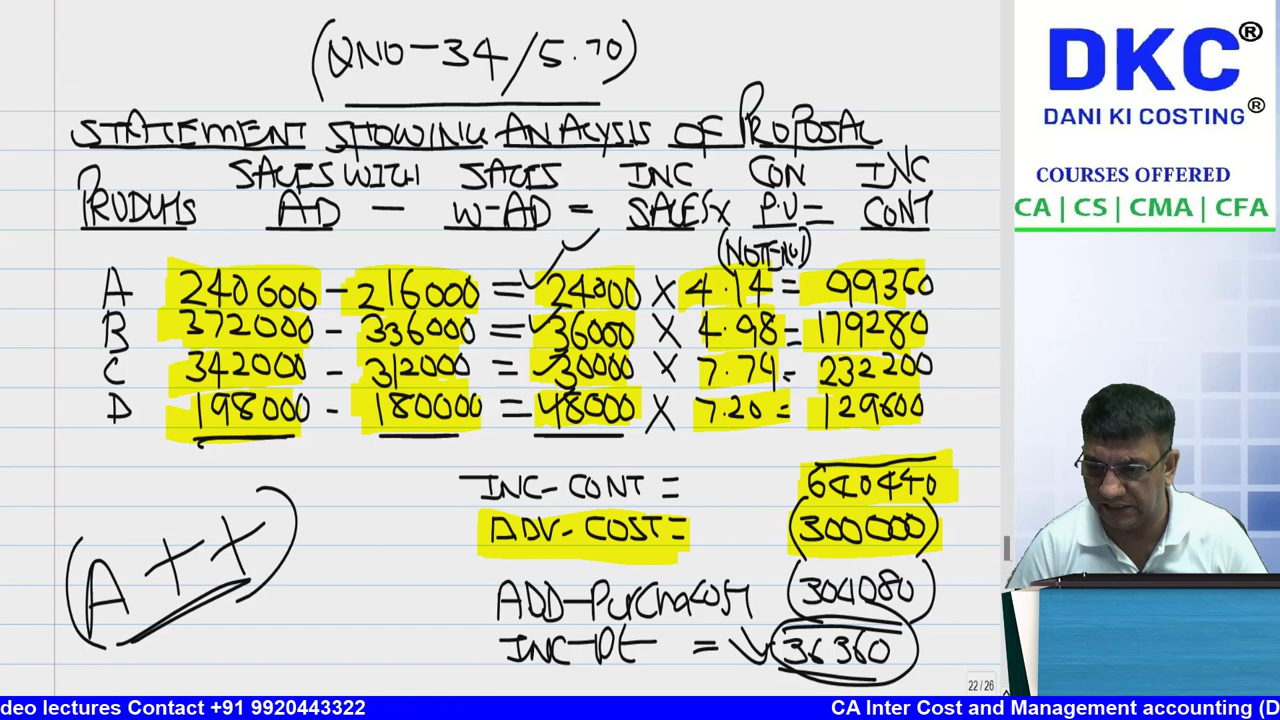 (QNO-34/5.70)
STATEMENT SHOWING ANALYSIS OF PROPOSAL
PRODUCTS SALES WITH AD - SALES W-AD = INC SALES x CON P.U = INC CONT
(NOTE NO1)
A 240000 - 216000 = 24000 X 4.14 = 99360
B 372000 - 336000 = 36000 X 4.98 = 179280
C 342000 - 312000 = 30000 X 7.74 = 232200
D 198000 - 180000 = 48000 X 7.20 = 129600
INC-CONT = 640440
ADV-COST = (300000)
ADD-Purchacost (304080)
INC-Pt = 36360
(A++)
22/26
DKC®
DANI KI COSTING®
COURSES OFFERED
CA | CS | CMA | CFA
deo lectures Contact +91 9920443322
CA Inter Cost and Management accounting (D